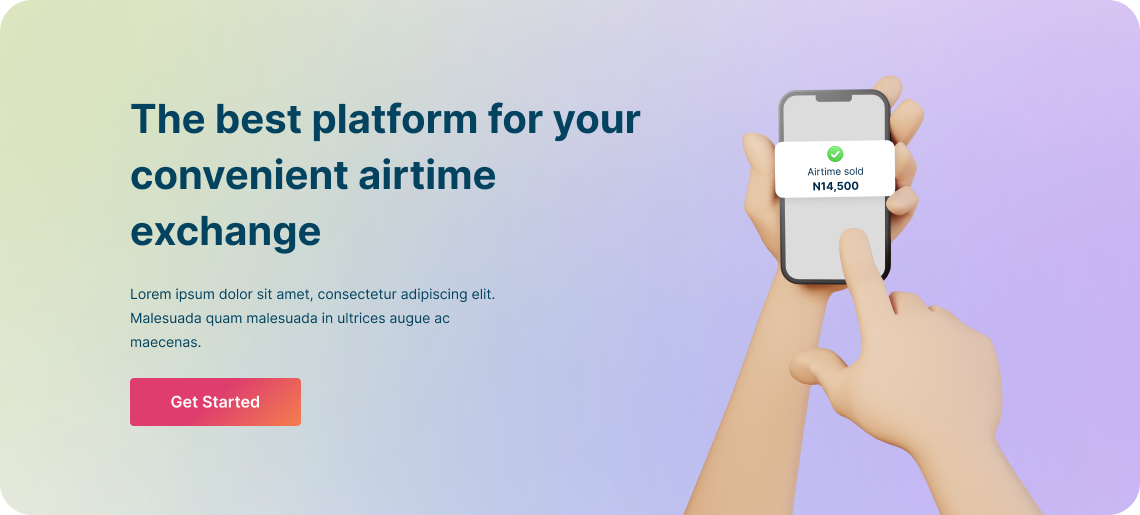 The best platform for your
convenient airtime
exchange
Lorem ipsum dolor sit amet, consectetur adipiscing elit.
Malesuada quam malesuada in ultrices augue ac
maecenas.
Get Started
Airtime sold
N14,500